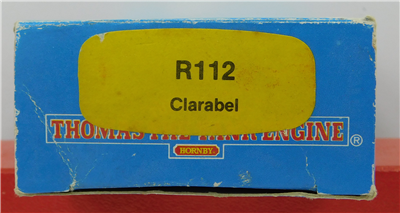 R112
Clarabel
THOMAS THE TANK ENGINE ®
HORNBY